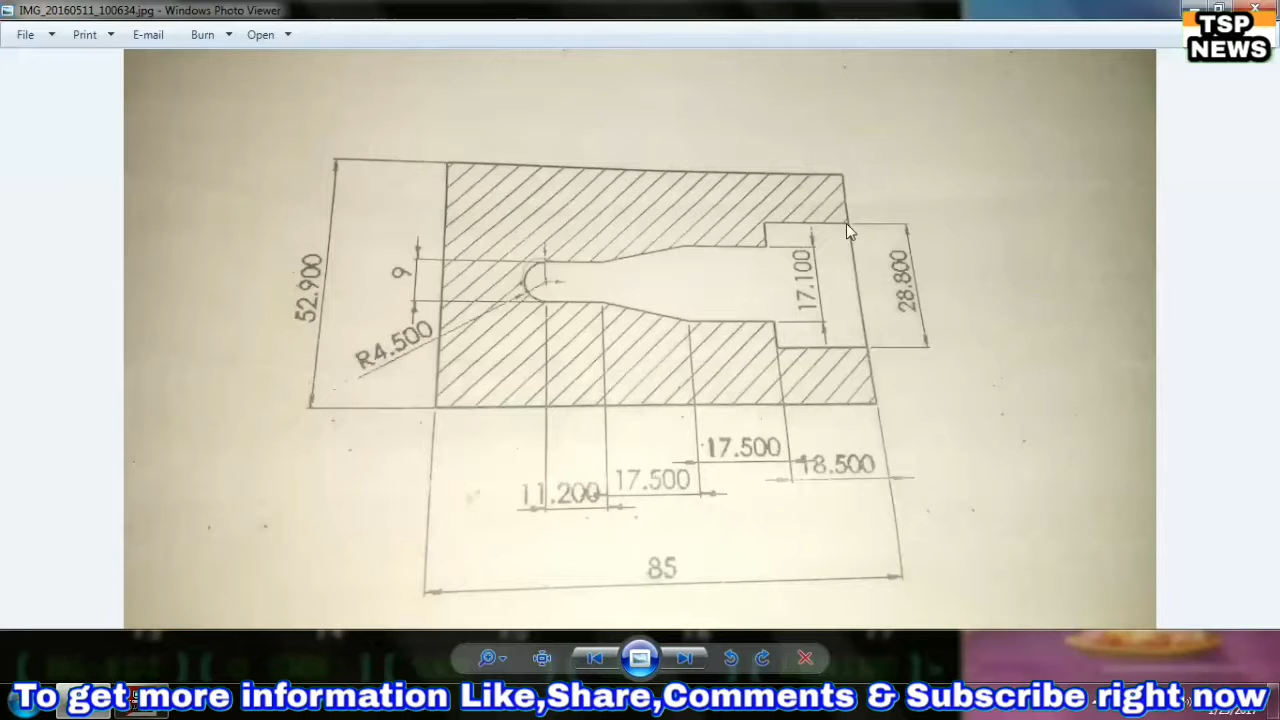 IMG_20160511_100634.jpg - Windows Photo Viewer
File Print E-mail Burn Open
TSP
NEWS
52.900
9
R4.500
17.100
28.800
17.500
18.500
17.500
11.200
85
To get more information Like,Share,Comments & Subscribe right now